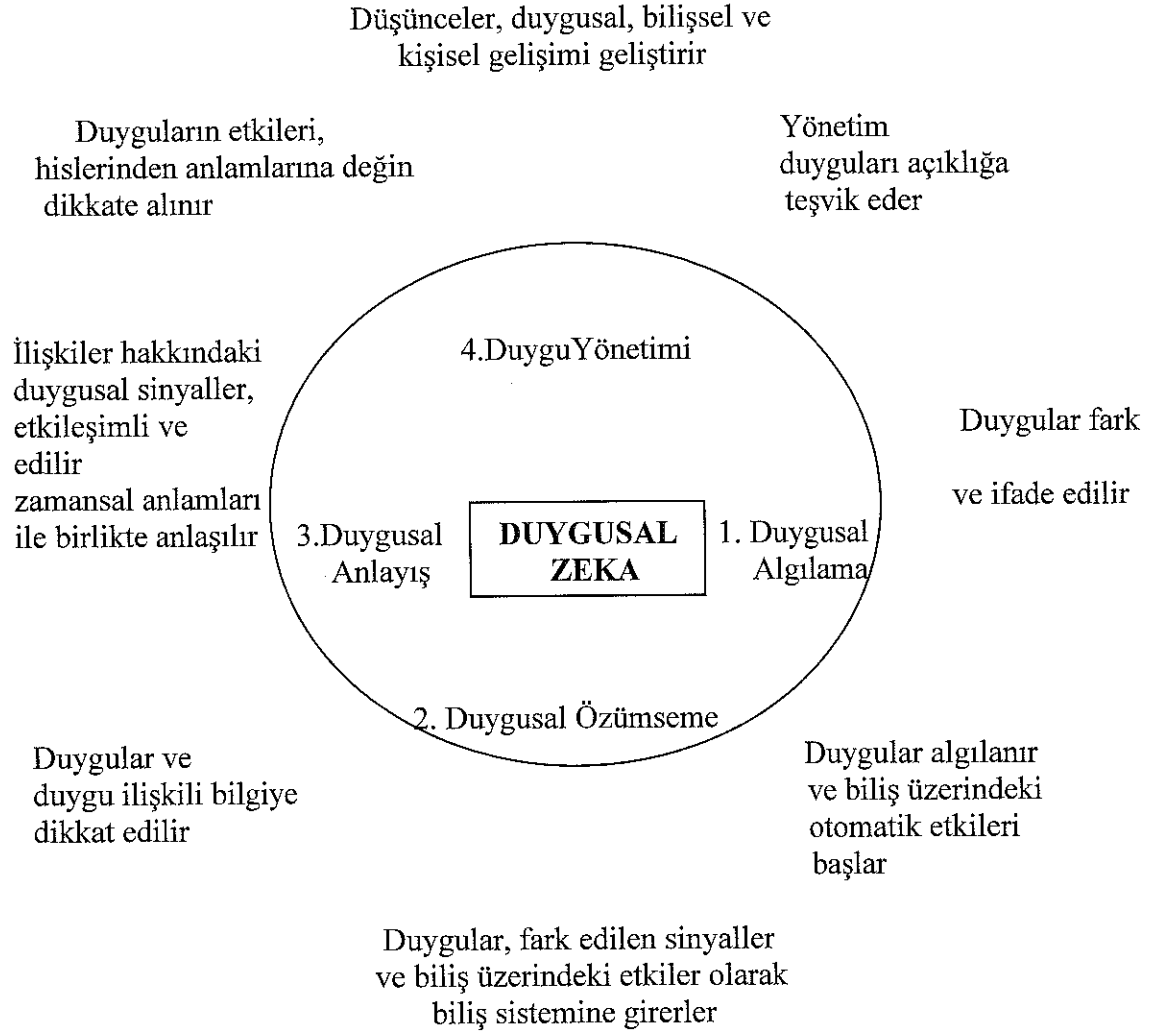 Düşünceler, duygusal, bilişsel ve
kişisel gelişimi geliştirir
Duyguların etkileri,
hislerinden anlamlarına değin
dikkate alınır
Yönetim
duyguları açıklığa
teşvik eder
4.DuyguYönetimi
İlişkiler hakkındaki
duygusal sinyaller,
etkileşimli ve
edilir
zamansal anlamları
ile birlikte anlaşılır
Duygular fark
ve ifade edilir
3.Duygusal
Anlayış
DUYGUSAL
ZEKA
1. Duygusal
Algılama
2. Duygusal Özümseme
Duygular ve
duygu ilişkili bilgiye
dikkat edilir
Duygular algılanır
ve biliş üzerindeki
otomatik etkileri
başlar
Duygular, fark edilen sinyaller
ve biliş üzerindeki etkiler olarak
biliş sistemine girerler